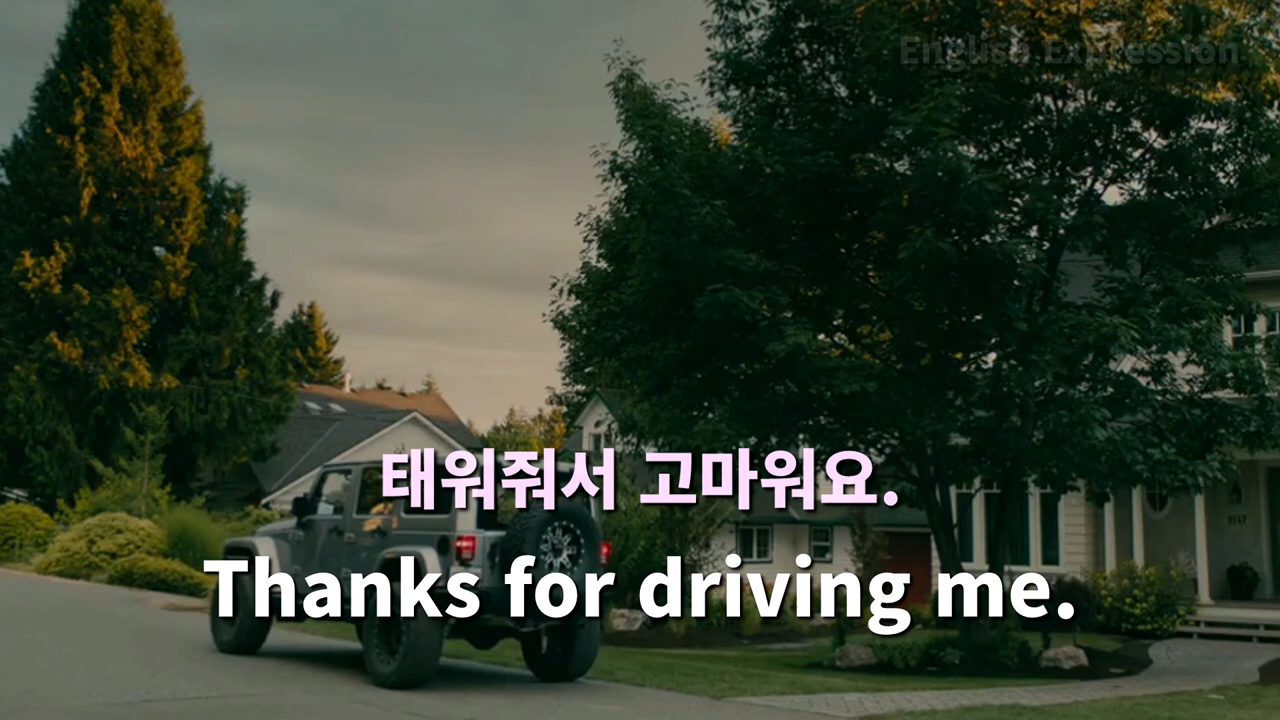 English Expression
태워줘서 고마워요.
Thanks for driving me.